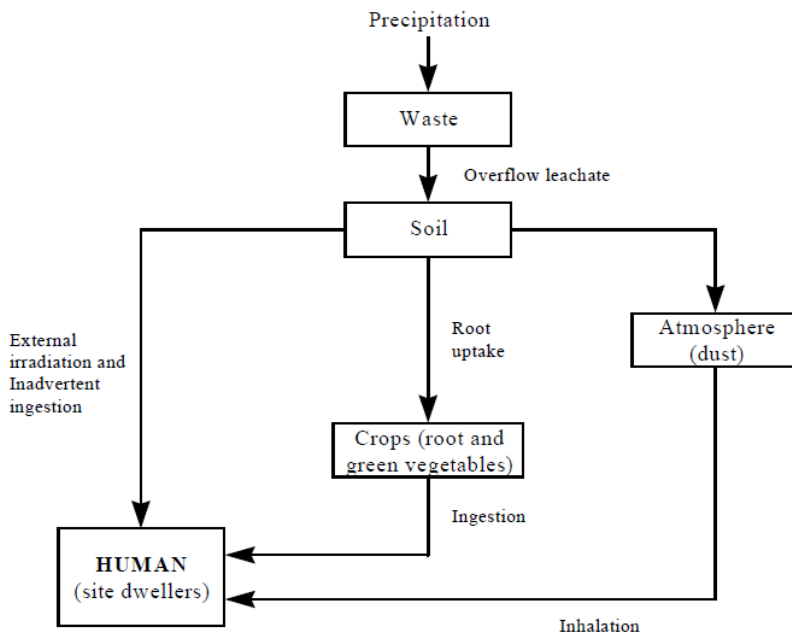 Precipitation
Waste
Overflow leachate
Soil
External
irradiation and
Inadvertent
ingestion
Root
uptake
Atmosphere
(dust)
Crops (root and
green vegetables)
Ingestion
HUMAN
(site dwellers)
Inhalation